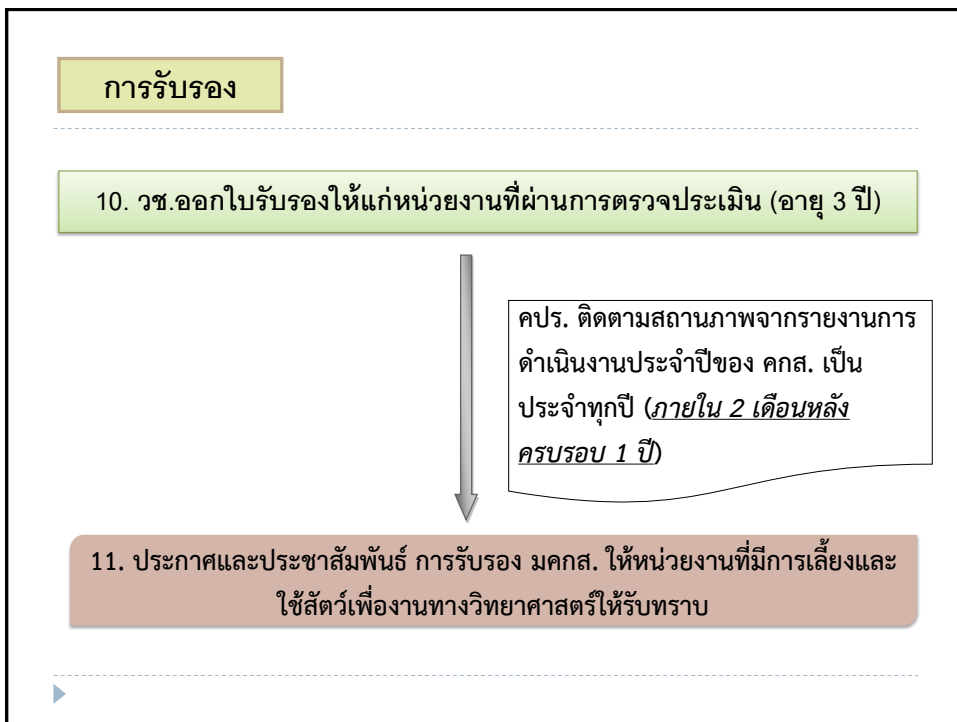 การรับรอง
10. วช.ออกใบรับรองให้แก่หน่วยงานที่ผ่านการตรวจประเมิน (อายุ 3 ปี)
คปร. ติดตามสถานภาพจากรายงานการ
ดำเนินงานประจำปีของ คกส. เป็น
ประจำทุกปี (ภายใน 2 เดือนหลัง
ครบรอบ 1 ปี)
11. ประกาศและประชาสัมพันธ์ การรับรอง มคกส. ให้หน่วยงานที่มีการเลี้ยงและ
ใช้สัตว์เพื่องานทางวิทยาศาสตร์ให้รับทราบ